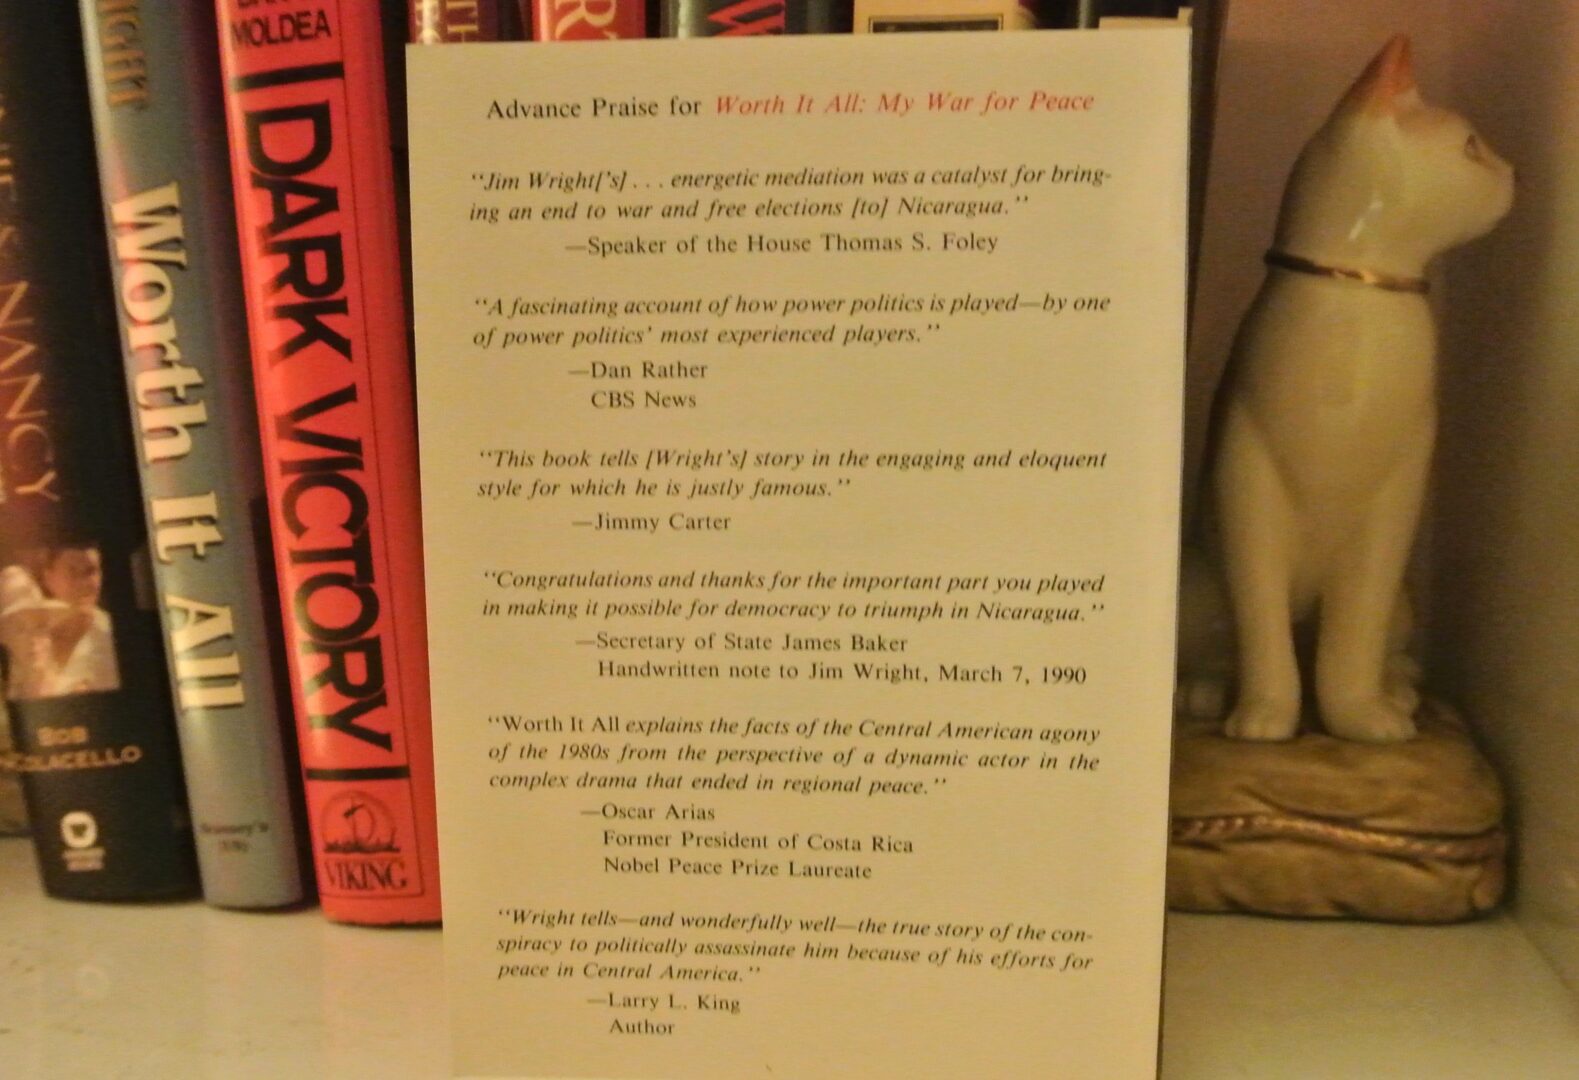 MOLDEA
DARK VICTORY
VIKING
Worth It All
NANCY
BOB
Advance Praise for Worth It All: My War for Peace
“Jim Wright['s] . . . energetic mediation was a catalyst for bring-
ing an end to war and free elections [to] Nicaragua.”
—Speaker of the House Thomas S. Foley
“A fascinating account of how power politics is played—by one
of power politics' most experienced players.”
—Dan Rather
CBS News
“This book tells [Wright's] story in the engaging and eloquent
style for which he is justly famous.”
—Jimmy Carter
“Congratulations and thanks for the important part you played
in making it possible for democracy to triumph in Nicaragua.”
—Secretary of State James Baker
Handwritten note to Jim Wright, March 7, 1990
“Worth It All explains the facts of the Central American agony
of the 1980s from the perspective of a dynamic actor in the
complex drama that ended in regional peace.”
—Oscar Arias
Former President of Costa Rica
Nobel Peace Prize Laureate
“Wright tells—and wonderfully well—the true story of the con-
spiracy to politically assassinate him because of his efforts for
peace in Central America.”
—Larry L. King
Author